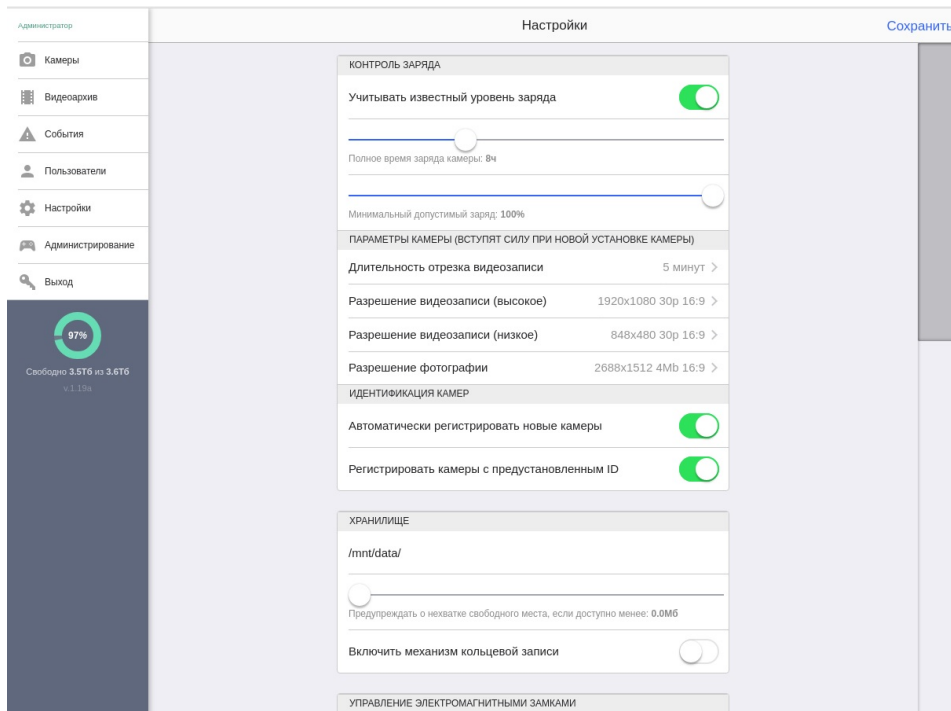 Администратор
Камеры
Видеоархив
События
Пользователи
Настройки
Администрирование
Выход
97%
Свободно 3.5Тб из 3.6Тб
v.1.19a
Настройки
Сохранить
КОНТРОЛЬ ЗАРЯДА
Учитывать известный уровень заряда
Полное время заряда камеры: 8ч
Минимальный допустимый заряд: 100%
ПАРАМЕТРЫ КАМЕРЫ (ВСТУПЯТ СИЛУ ПРИ НОВОЙ УСТАНОВКЕ КАМЕРЫ)
Длительность отрезка видеозаписи 5 минут
Разрешение видеозаписи (высокое) 1920x1080 30p 16:9
Разрешение видеозаписи (низкое) 848x480 30p 16:9
Разрешение фотографии 2688x1512 4Mb 16:9
ИДЕНТИФИКАЦИЯ КАМЕР
Автоматически регистрировать новые камеры
Регистрировать камеры с предустановленным ID
ХРАНИЛИЩЕ
/mnt/data/
Предупреждать о нехватке свободного места, если доступно менее: 0.0Мб
Включить механизм кольцевой записи
УПРАВЛЕНИЕ ЭЛЕКТРОМАГНИТНЫМИ ЗАМКАМИ